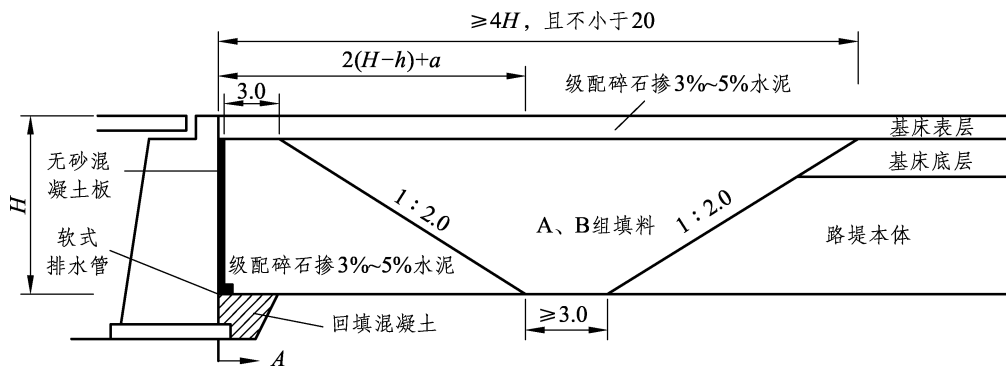 ≥4H，且不小于20
2(H−h)+a
3.0
级配碎石掺3%~5%水泥
基床表层
基床底层
无砂混
凝土板
H
1∶2.0
A、B组填料
1∶2.0
路堤本体
软式
排水管
级配碎石掺3%~5%水泥
回填混凝土
≥3.0
A